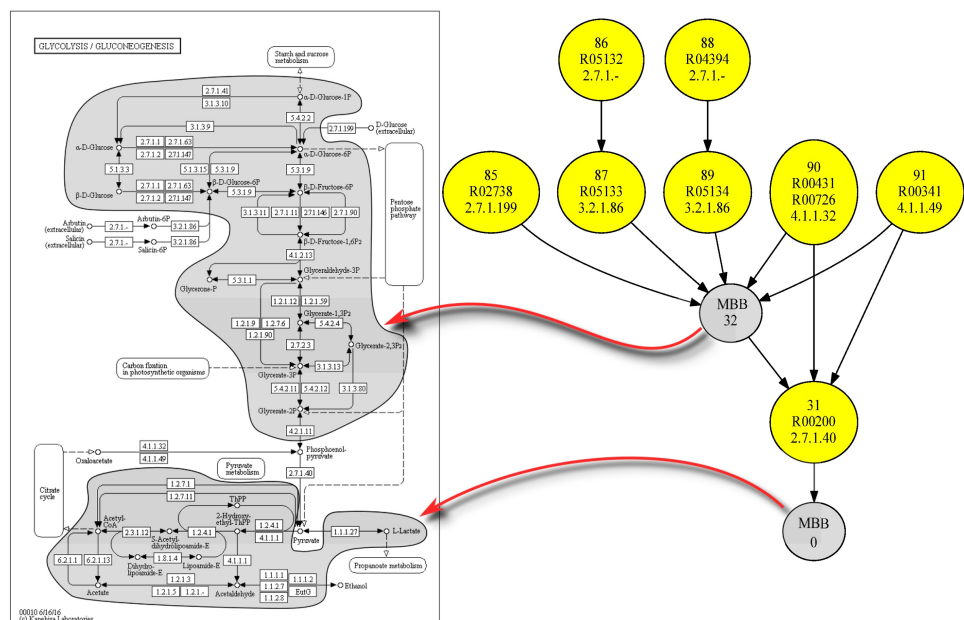 GLYCOLYSIS / GLUCONEOGENESIS
Starch and sucrose
metabolism
2.7.1.41
3.1.3.10
α-D-Glucose-1P
5.4.2.2
D-Glucose
(extracellular)
2.7.1.199
3.1.3.9
α-D-Glucose
2.7.1.1
2.7.1.63
2.7.1.2
2.7.1.147
α-D-Glucose-6P
5.1.3.3
5.1.3.15
5.3.1.9
5.3.1.9
β-D-Glucose-6P
β-D-Glucose
2.7.1.1
2.7.1.63
2.7.1.2
2.7.1.147
5.3.1.9
β-D-Fructose-6P
Pentose
phosphate
pathway
3.1.3.11
2.7.1.11
2.7.1.146
2.7.1.90
Arbutin
(extracellular)
2.7.1.-
Arbutin-6P
3.2.1.86
Salicin
(extracellular)
2.7.1.-
Salicin-6P
3.2.1.86
β-D-Fructose-1,6P2
4.1.2.13
Glyceraldehyde-3P
Glycerone-P
5.3.1.1
1.2.1.12
1.2.1.59
1.2.1.9
1.2.7.6
1.2.1.90
Glycerate-1,3P2
5.4.2.4
2.7.2.3
Glycerate-2,3P2
Carbon fixation
in photosynthetic organisms
Glycerate-3P
3.1.3.13
5.4.2.11
5.4.2.12
3.1.3.80
Glycerate-2P
4.2.1.11
4.1.1.32
4.1.1.49
Oxaloacetate
Phosphoenol-
pyruvate
Pyruvate
metabolism
2.7.1.40
Citrate
cycle
1.2.7.1
1.2.7.11
ThPP
Acetyl-
CoA
2-Hydroxy-
ethyl-ThPP
2.3.1.12
1.2.4.1
1.2.4.1
4.1.1.1
Pyruvate
1.1.1.27
L-Lactate
S-Acetyl-
dihydrolipoamide-E
6.2.1.1
6.2.1.13
Dihydro-
lipoamide-E
1.8.1.4
Lipoamide-E
4.1.1.1
Propanoate metabolism
1.2.1.3
1.2.1.5
1.2.1.-
Acetate
Acetaldehyde
1.1.1.1
1.1.1.2
1.1.2.7
EutG
1.1.2.8
Ethanol
00010 6/16/16
(c) Kanehisa Laboratories
86
R05132
2.7.1.-
88
R04394
2.7.1.-
85
R02738
2.7.1.199
87
R05133
3.2.1.86
89
R05134
3.2.1.86
90
R00431
R00726
4.1.1.32
91
R00341
4.1.1.49
MBB
32
31
R00200
2.7.1.40
MBB
0